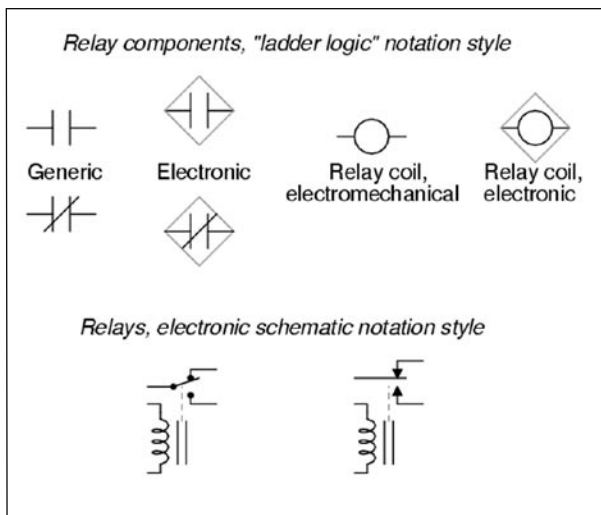 Relay components, "ladder logic" notation style
Generic
Electronic
Relay coil,
electromechanical
Relay coil,
electronic
Relays, electronic schematic notation style